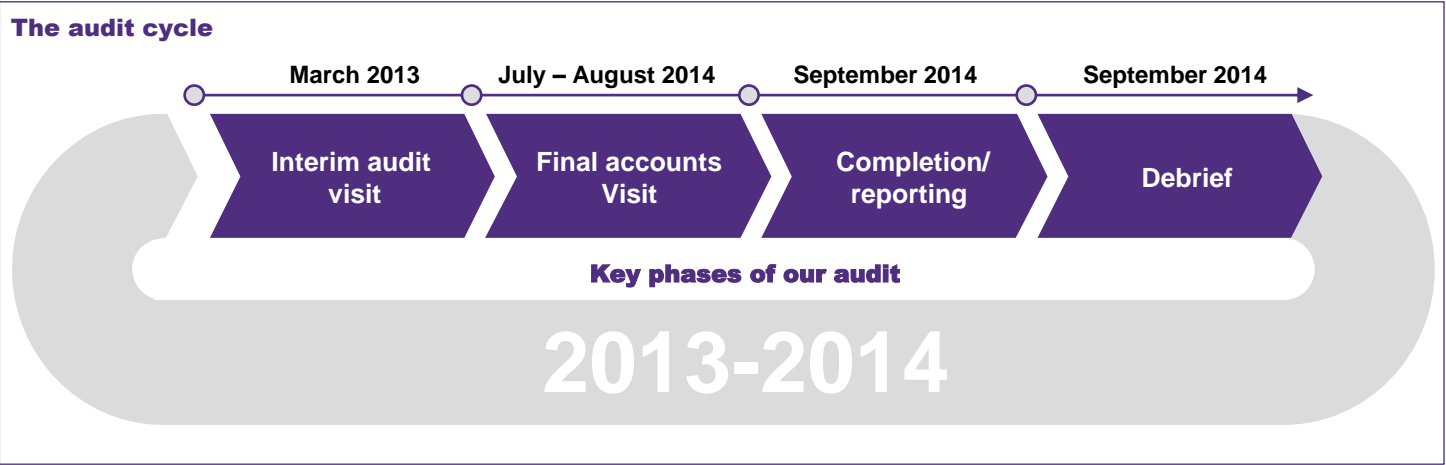 The audit cycle
March 2013
July – August 2014
September 2014
September 2014
Interim audit
visit
Final accounts
Visit
Completion/
reporting
Debrief
Key phases of our audit
2013-2014